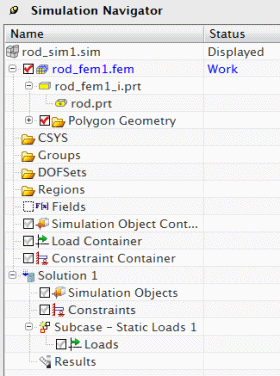 Simulation Navigator
Name Status
rod_sim1.sim Displayed
rod_fem1.fem Work
rod_fem1_i.prt
rod.prt
Polygon Geometry
CSYS
Groups
DOFSets
Regions
Fields
Simulation Object Cont...
Load Container
Constraint Container
Solution 1
Simulation Objects
Constraints
Subcase - Static Loads 1
Loads
Results